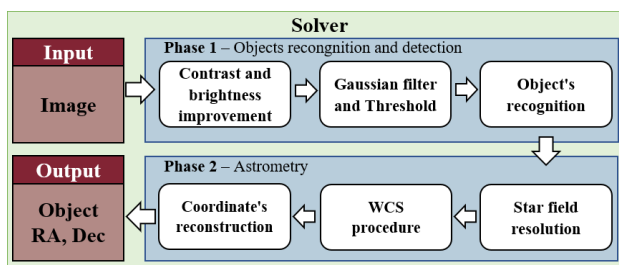 Solver
Input
Image
Phase 1 – Objects recongnition and detection
Contrast and
brightness
improvement
Gaussian filter
and Threshold
Object's
recognition
Output
Object
RA, Dec
Phase 2 – Astrometry
Coordinate's
reconstruction
WCS
procedure
Star field
resolution